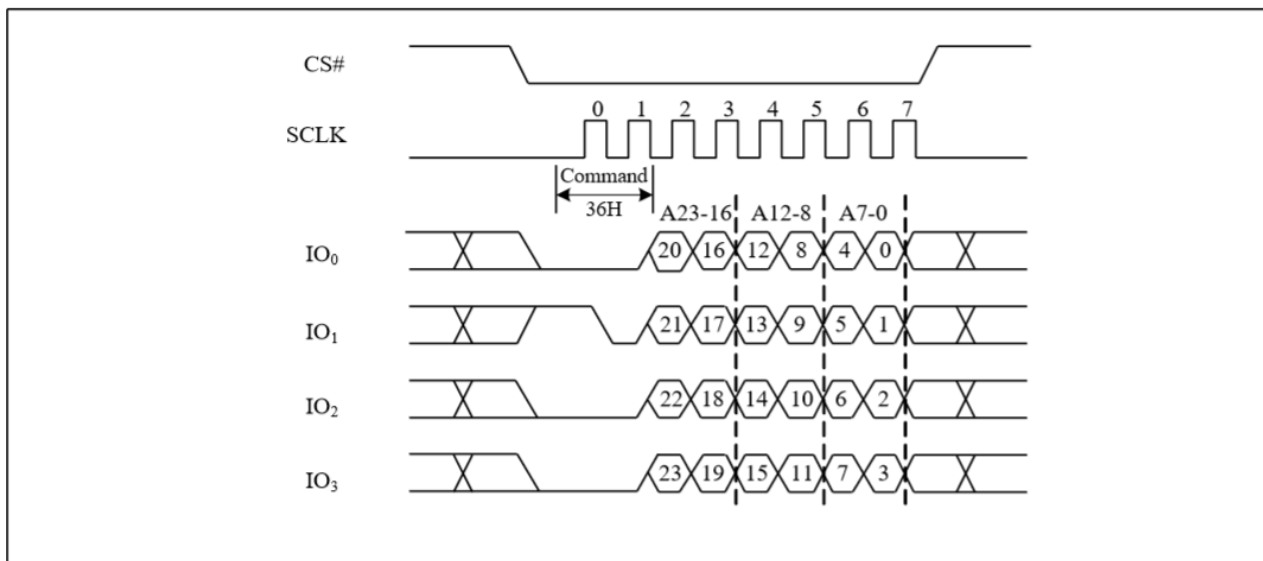 CS#
0 1 2 3 4 5 6 7
SCLK
Command
36H
A23-16 A12-8 A7-0
IO0 20 16 12 8 4 0
IO1 21 17 13 9 5 1
IO2 22 18 14 10 6 2
IO3 23 19 15 11 7 3